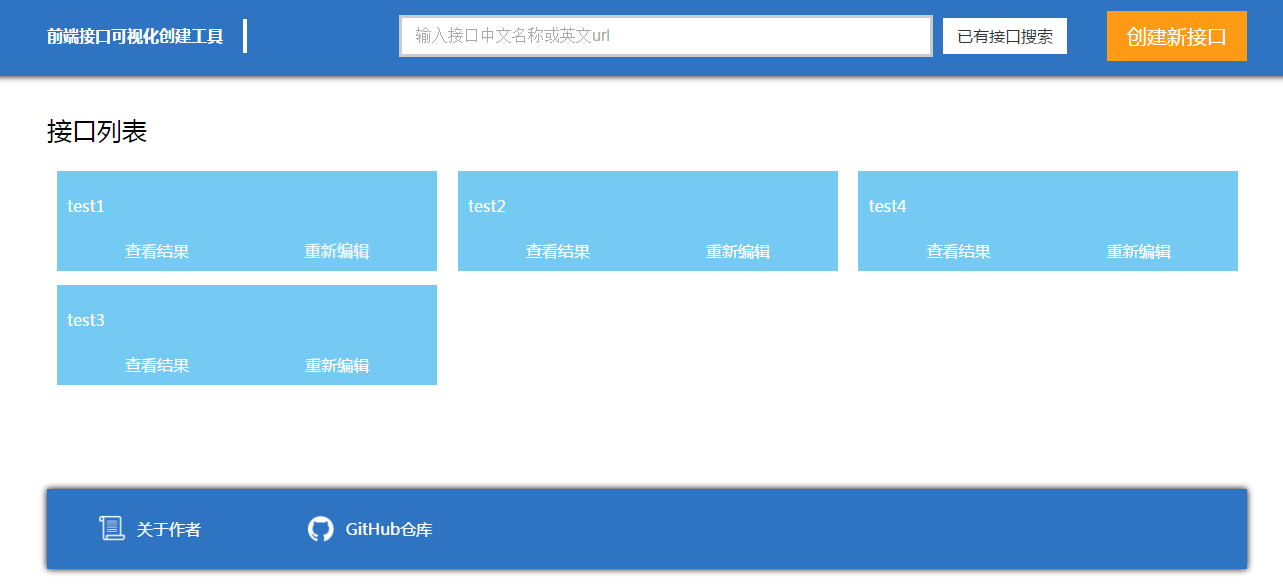 前端接口可视化创建工具
输入接口中文名称或英文url
已有接口搜索
创建新接口
接口列表
test1
查看结果 重新编辑
test2
查看结果 重新编辑
test4
查看结果 重新编辑
test3
查看结果 重新编辑
关于作者
GitHub仓库